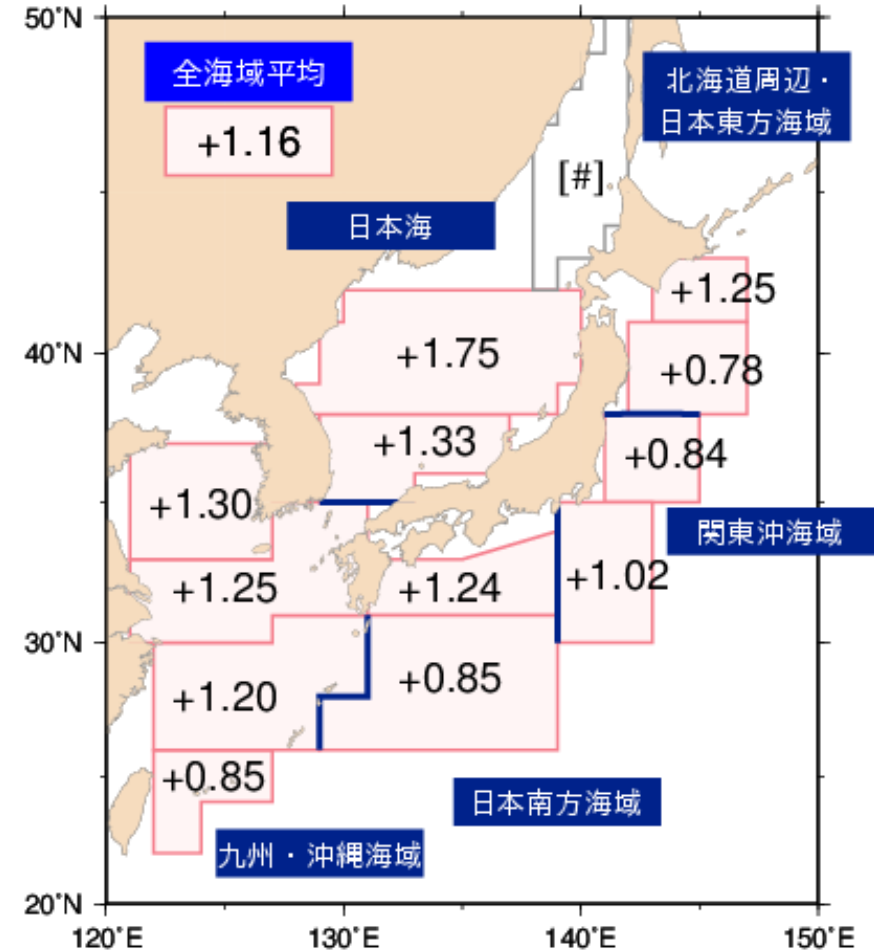 50°N
全海域平均
+1.16
北海道周辺・
日本東方海域
[#]
日本海
+1.25
+1.75
40°N
+0.78
+1.33
+0.84
+1.30
関東沖海域
+1.25
+1.24
+1.02
30°N
+1.20
+0.85
+0.85
日本南方海域
九州・沖縄海域
20°N
120°E
130°E
140°E
150°E